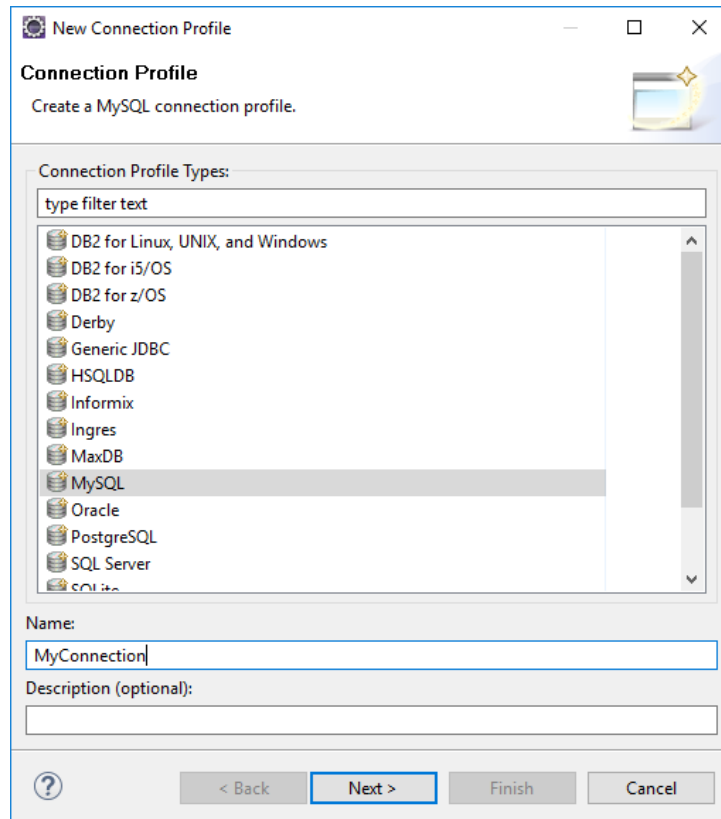 New Connection Profile
Connection Profile
Create a MySQL connection profile.
Connection Profile Types:
type filter text
DB2 for Linux, UNIX, and Windows
DB2 for i5/OS
DB2 for z/OS
Derby
Generic JDBC
HSQLDB
Informix
Ingres
MaxDB
MySQL
Oracle
PostgreSQL
SQL Server
SQLite
Name:
MyConnection
Description (optional):
? < Back Next > Finish Cancel